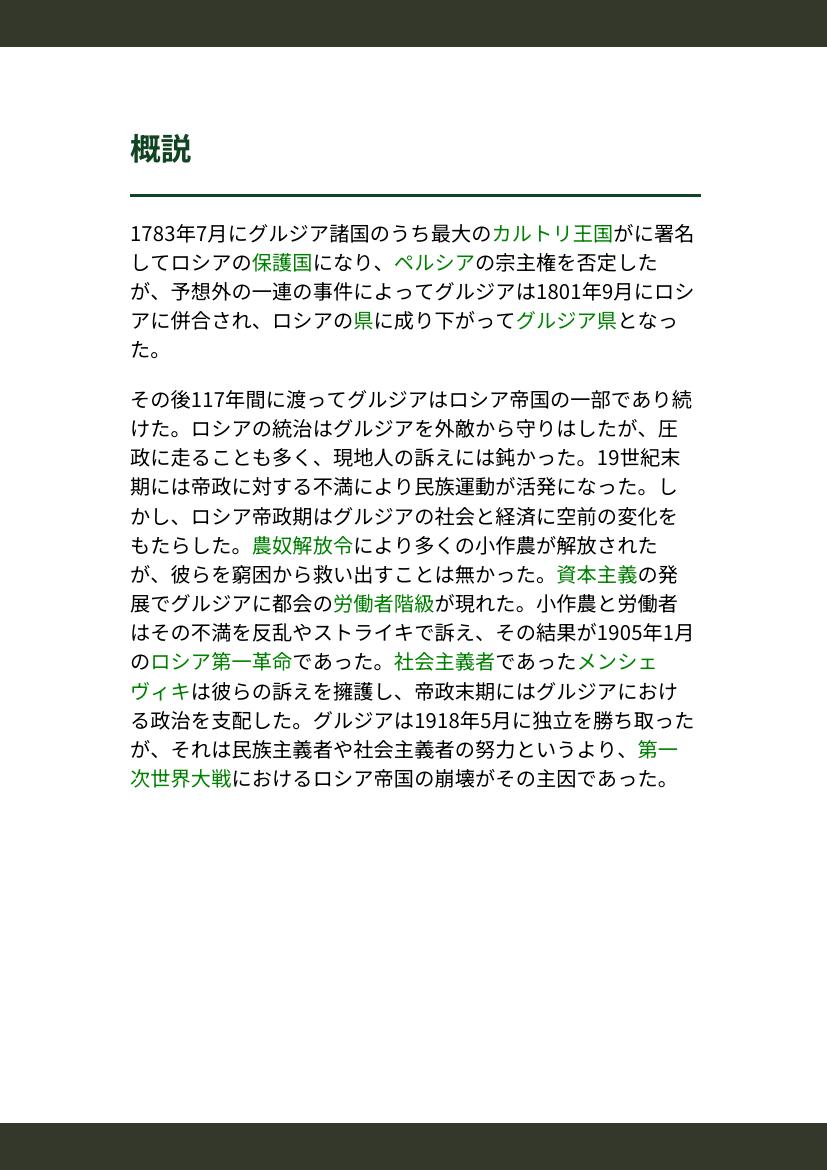 概説
1783年7月にグルジア諸国のうち最大のカルトリ王国がに署名
してロシアの保護国になり、ペルシアの宗主権を否定した
が、予想外の一連の事件によってグルジアは1801年9月にロシ
アに併合され、ロシアの県に成り下がってグルジア県となっ
た。
その後117年間に渡ってグルジアはロシア帝国の一部であり続
けた。ロシアの統治はグルジアを外敵から守りはしたが、圧
政に走ることも多く、現地人の訴えには鈍かった。19世紀末
期には帝政に対する不満により民族運動が活発になった。し
かし、ロシア帝政期はグルジアの社会と経済に空前の変化を
もたらした。農奴解放令により多くの小作農が解放された
が、彼らを窮困から救い出すことは無かった。資本主義の発
展でグルジアに都会の労働者階級が現れた。小作農と労働者
はその不満を反乱やストライキで訴え、その結果が1905年1月
のロシア第一革命であった。社会主義者であったメンシェ
ヴィキは彼らの訴えを擁護し、帝政末期にはグルジアにおけ
る政治を支配した。グルジアは1918年5月に独立を勝ち取った
が、それは民族主義者や社会主義者の努力というより、第一
次世界大戦におけるロシア帝国の崩壊がその主因であった。